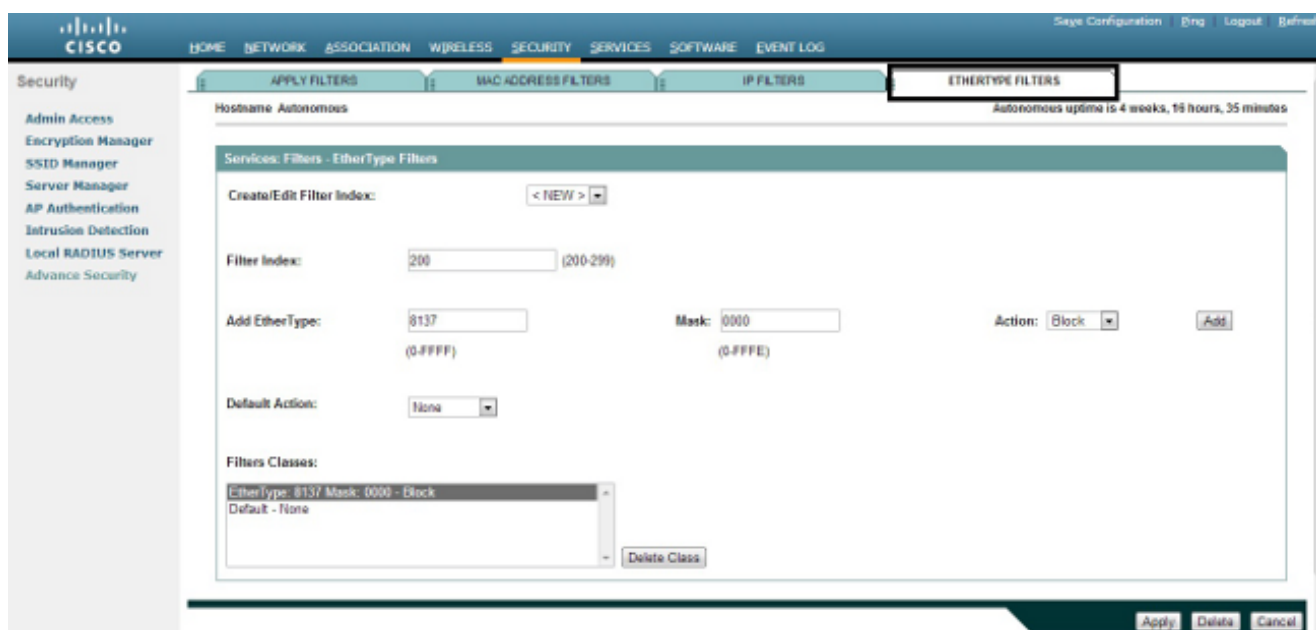 Save Configuration Ping Logout Refres
CISCO
HOME NETWORK ASSOCIATION WIRELESS SECURITY SERVICES SOFTWARE EVENT LOG
Security
APPLY FILTERS MAC ADDRESS FILTERS IP FILTERS ETHERTYPE FILTERS
Hostname Autonomous Autonomous uptime is 4 weeks, 16 hours, 35 minutes
Admin Access
Encryption Manager
SSID Manager
Server Manager
AP Authentication
Intrusion Detection
Local RADIUS Server
Advance Security
Services: Filters - EtherType Filters
Create/Edit Filter Index: < NEW >
Filter Index: 200 (200-299)
Add EtherType: 8137 Mask: 0000 Action: Block Add
(0-FFFF) (0-FFFE)
Default Action: None
Filters Classes:
EtherType: 8137 Mask: 0000 - Block
Default - None
Delete Class
Apply Delete Cancel